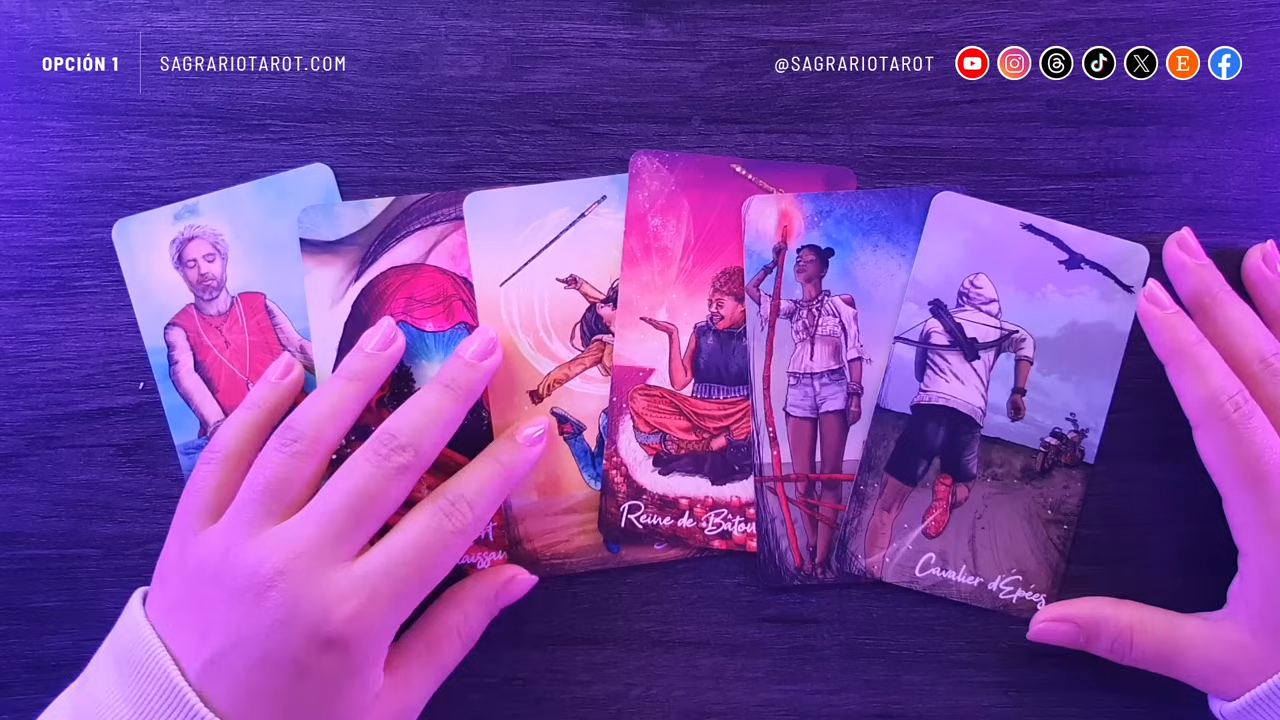 OPCIÓN 1
SAGRARIOTAROT.COM
@SAGRARIOTAROT
Reine de Bâton
Cavalier d'Épées